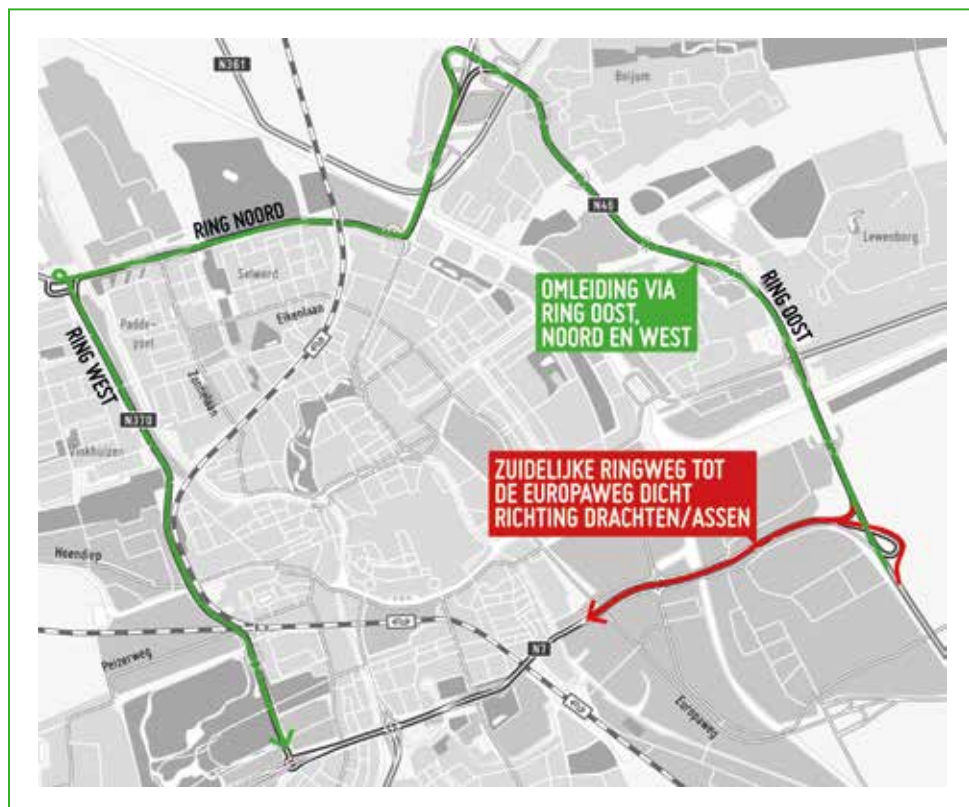 N361
Beijum
RING NOORD
N46
Lewenborg
Selwerd
OMLEIDING VIA
RING OOST,
NOORD EN WEST
RING OOST
Eikenlaan
Padde-
poel
RING WEST
Zonnelaan
N370
Vinkhuizen
ZUIDELIJKE RINGWEG TOT
DE EUROPAWEG DICHT
RICHTING DRACHTEN/ASSEN
Hoendiep
N7
Peizerweg
Europaweg